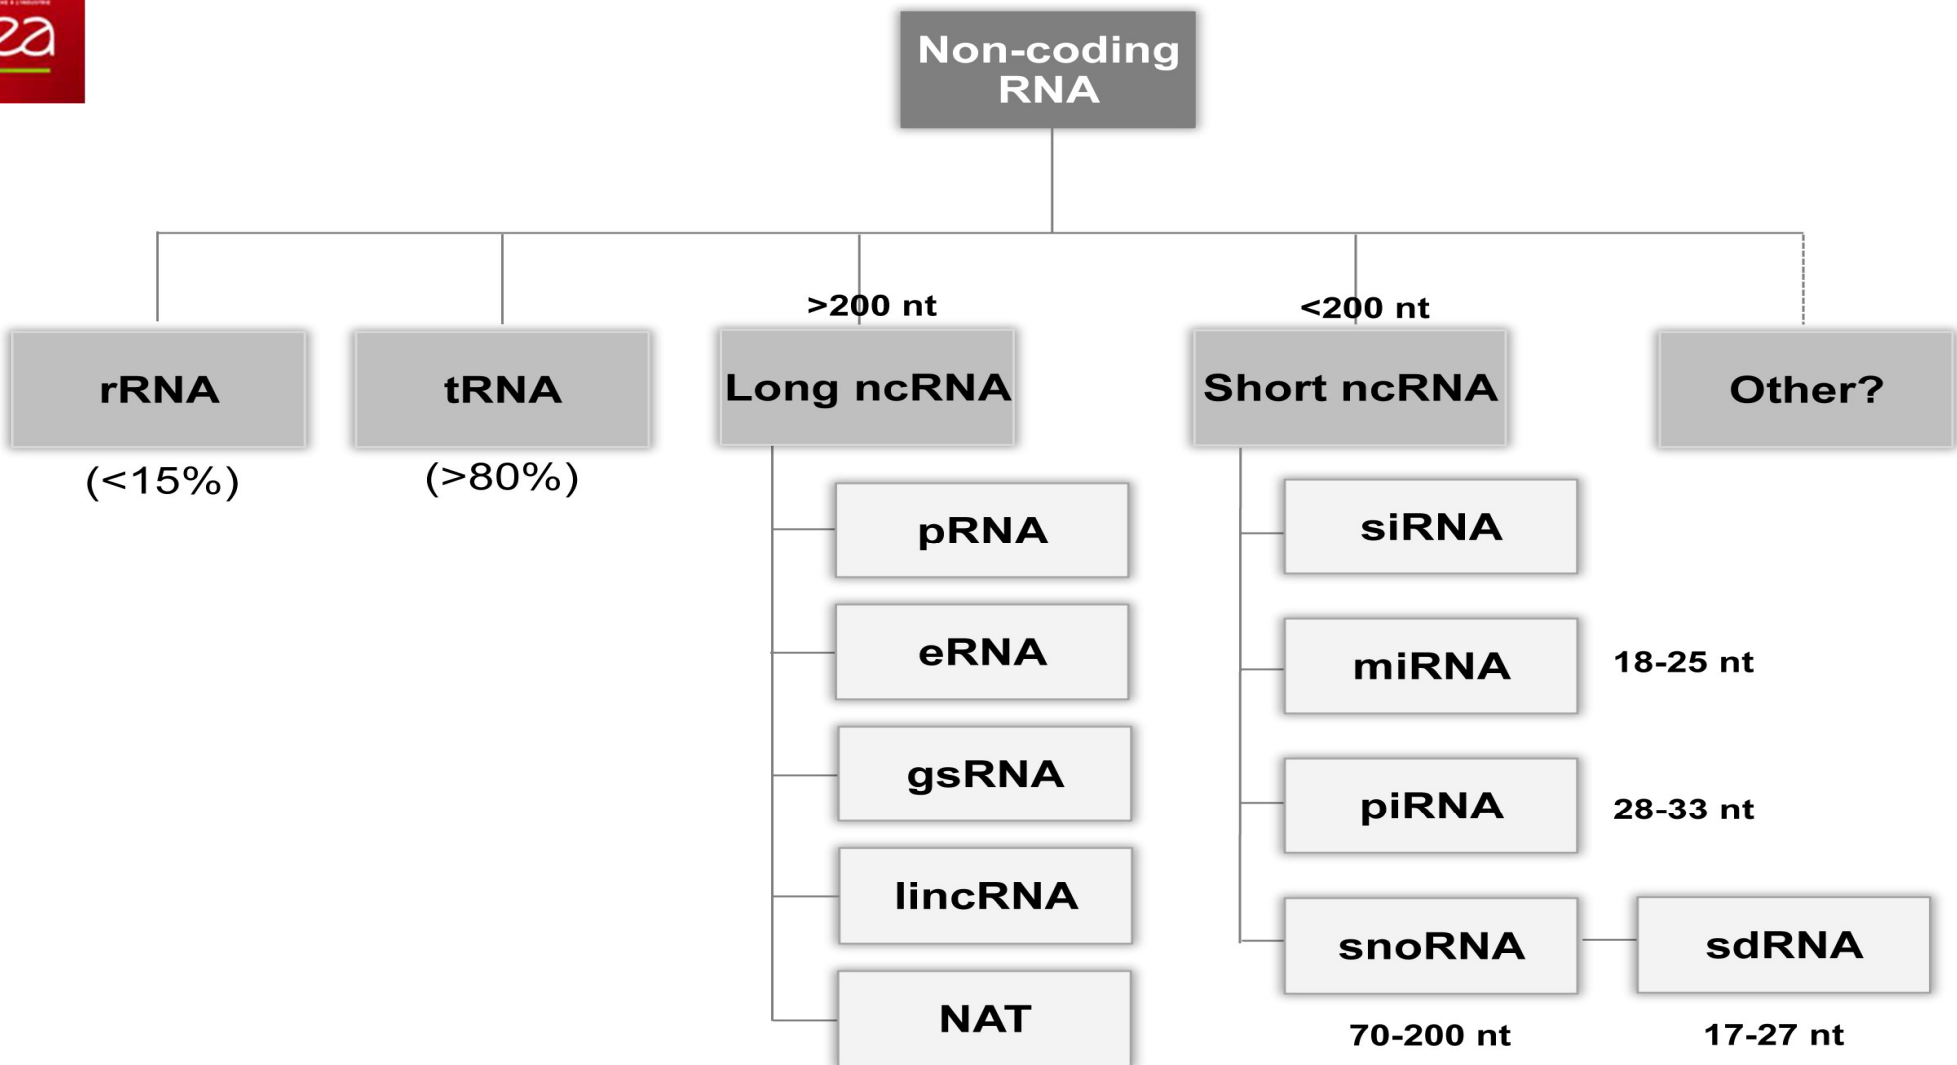 ea
Non-coding
RNA
>200 nt
<200 nt
rRNA
tRNA
Long ncRNA
Short ncRNA
Other?
(<15%)
(>80%)
pRNA
siRNA
eRNA
miRNA
18-25 nt
gsRNA
piRNA
28-33 nt
lincRNA
snoRNA
sdRNA
NAT
70-200 nt
17-27 nt